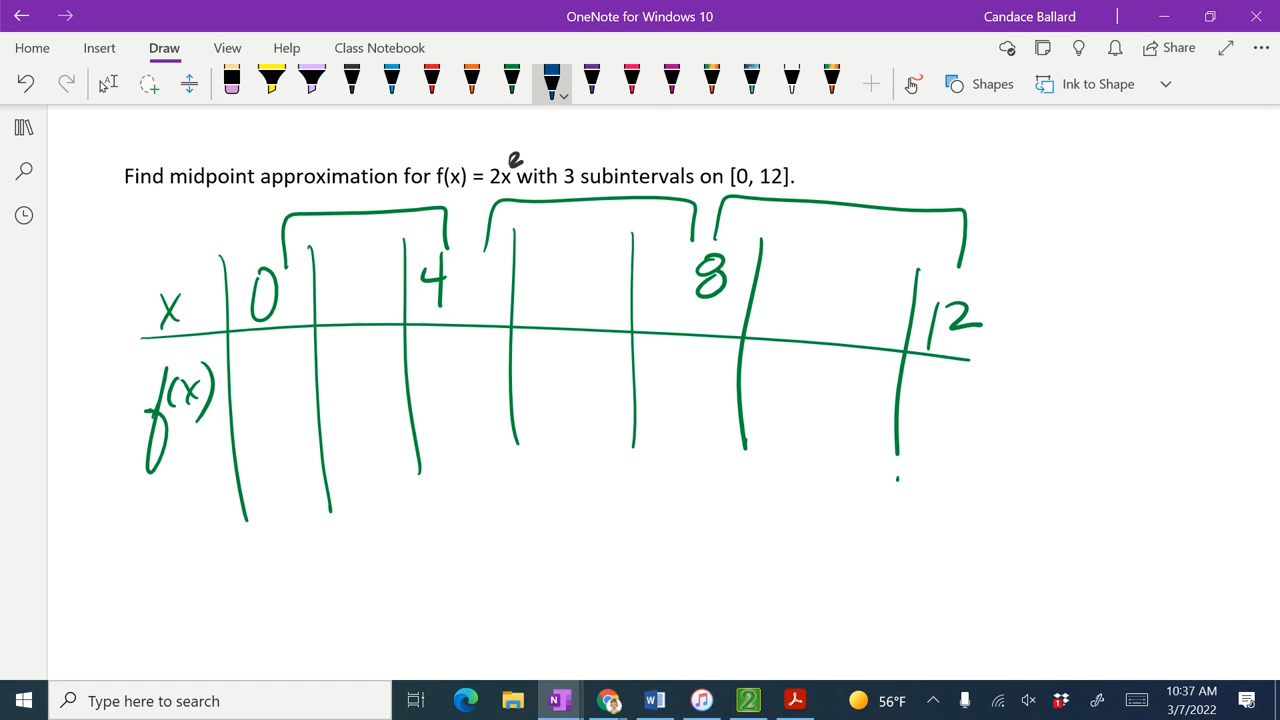 OneNote for Windows 10
Candace Ballard
Home Insert Draw View Help Class Notebook
Share
Shapes
Ink to Shape
Find midpoint approximation for f(x) = 2x with 3 subintervals on [0, 12].
x 0 4 8 12
f(x)
Type here to search
56°F
10:37 AM
3/7/2022